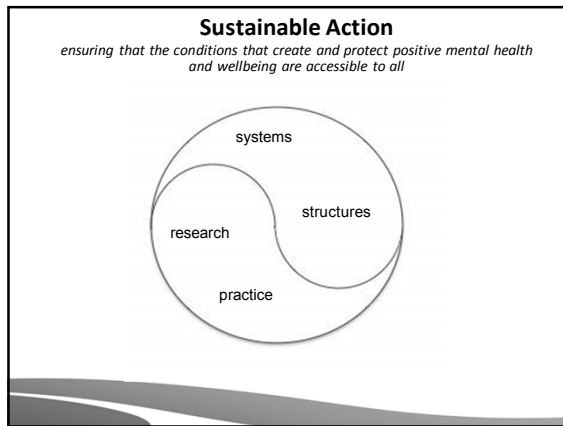 Sustainable Action
ensuring that the conditions that create and protect positive mental health
and wellbeing are accessible to all
systems
structures
research
practice